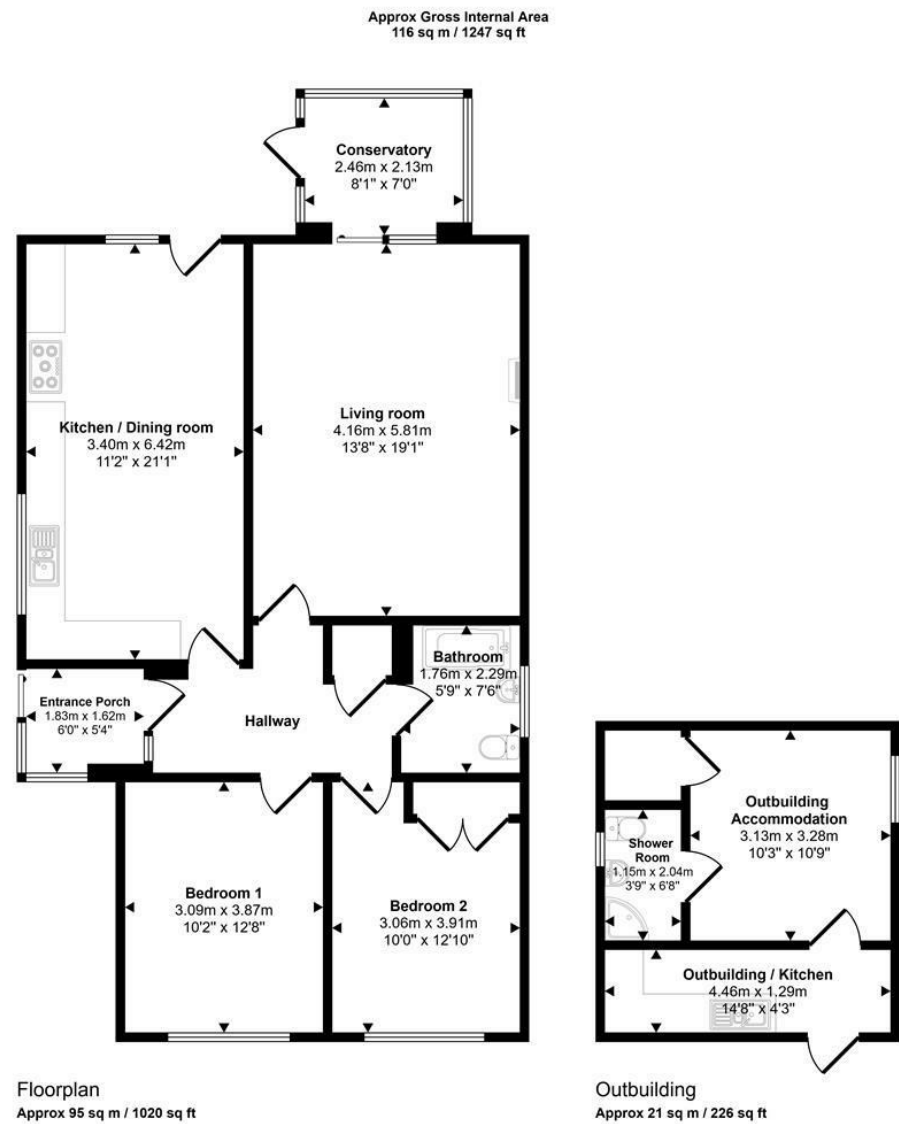 Approx Gross Internal Area
116 sq m / 1247 sq ft
Conservatory
2.46m x 2.13m
8'1" x 7'0"
Kitchen / Dining room
3.40m x 6.42m
11'2" x 21'1"
Living room
4.16m x 5.81m
13'8" x 19'1"
Bathroom
1.76m x 2.29m
5'9" x 7'6"
Entrance Porch
1.83m x 1.62m
6'0" x 5'4"
Hallway
Bedroom 1
3.09m x 3.87m
10'2" x 12'8"
Bedroom 2
3.06m x 3.91m
10'0" x 12'10"
Outbuilding
Accommodation
3.13m x 3.28m
10'3" x 10'9"
Shower
Room
1.15m x 2.04m
3'9" x 6'8"
Outbuilding / Kitchen
4.46m x 1.29m
14'8" x 4'3"
Floorplan
Approx 95 sq m / 1020 sq ft
Outbuilding
Approx 21 sq m / 226 sq ft